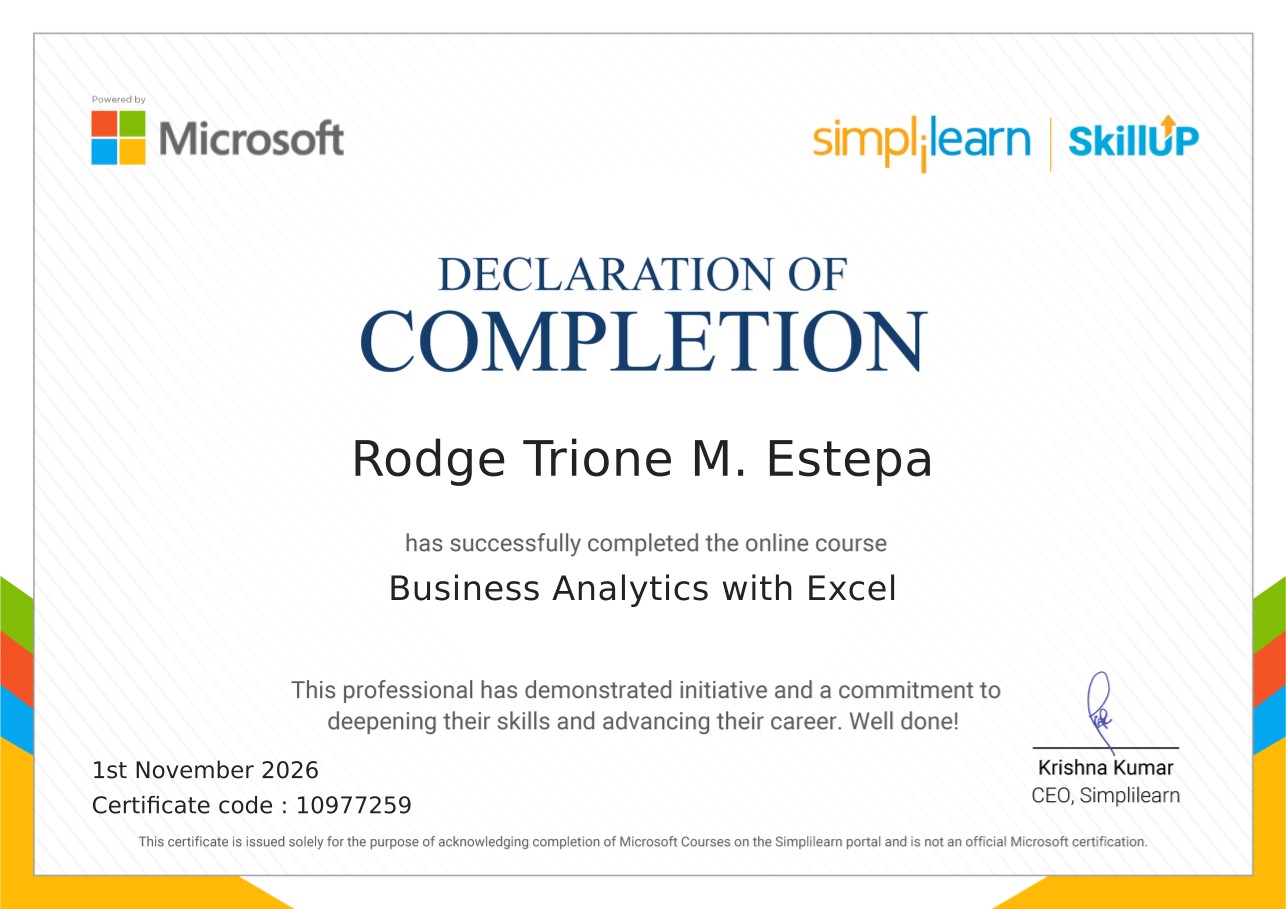 Powered by
Microsoft
simplilearn | SkillUP
DECLARATION OF
COMPLETION
Rodge Trione M. Estepa
has successfully completed the online course
Business Analytics with Excel
This professional has demonstrated initiative and a commitment to
deepening their skills and advancing their career. Well done!
1st November 2026
Certificate code : 10977259
Krishna Kumar
CEO, Simplilearn
This certificate is issued solely for the purpose of acknowledging completion of Microsoft Courses on the Simplilearn portal and is not an official Microsoft certification.